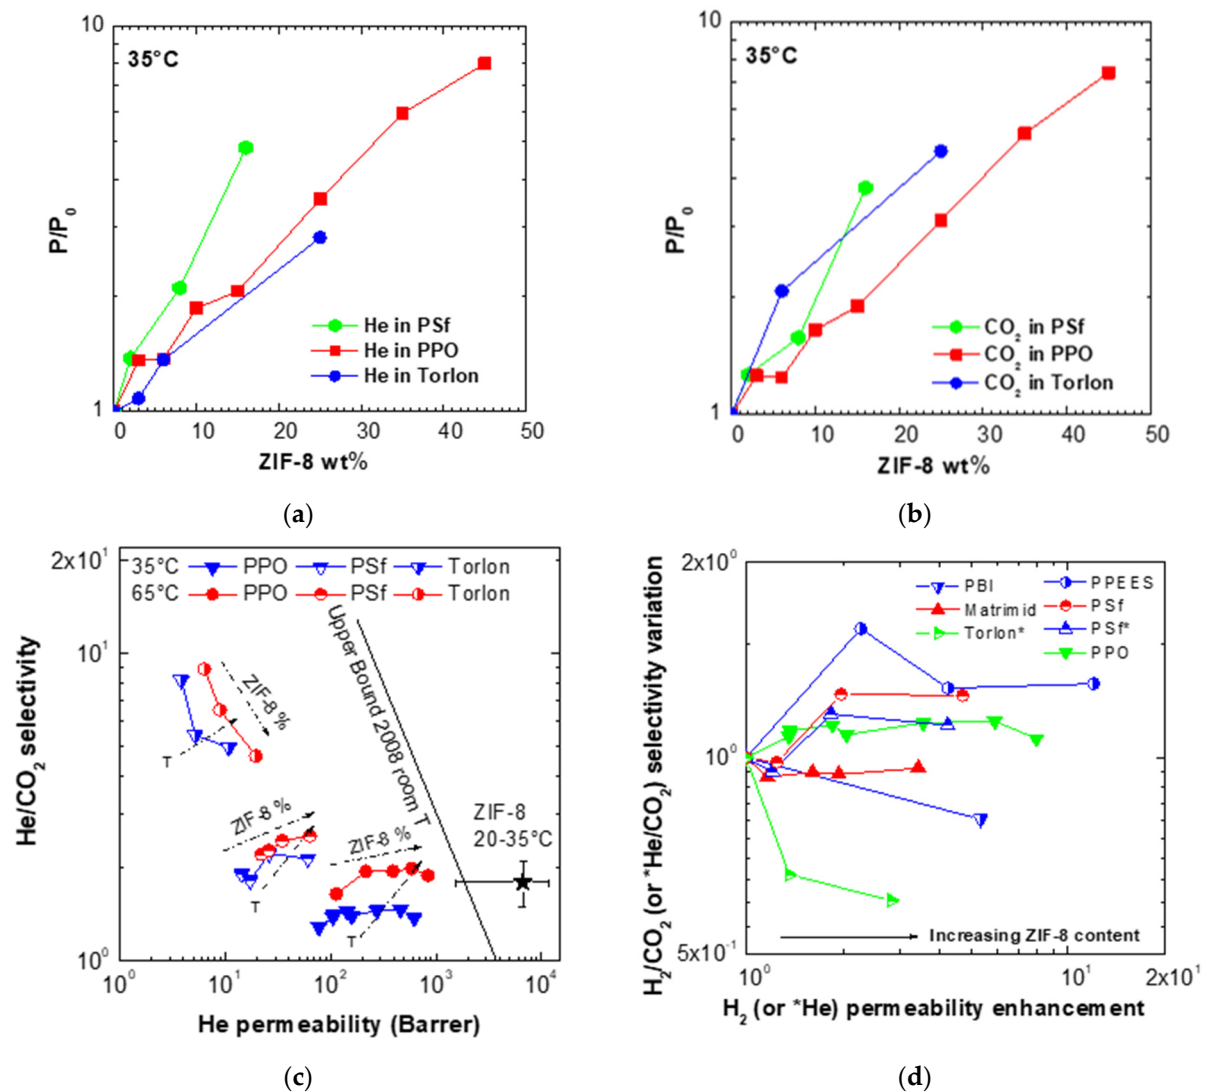 10
35°C
P/P0
He in PSf
He in PPO
He in Torlon
1
0 10 20 30 40 50
ZIF-8 wt%
(a)
10
35°C
P/P0
CO2 in PSf
CO2 in PPO
CO2 in Torlon
1
0 10 20 30 40 50
ZIF-8 wt%
(b)
2x10^1
35°C PPO PSf Torlon
65°C PPO PSf Torlon
Upper Bound 2008 room T
He/CO2 selectivity
10^1
ZIF-8 %
T
ZIF-8 %
T
ZIF-8 %
T
ZIF-8
20-35°C
10^0
10^0 10^1 10^2 10^3 10^4
He permeability (Barrer)
(c)
2x10^0
H2/CO2 (or *He/CO2) selectivity variation
PBI
Matrimid
Torlon*
PPEES
PSf
PSf*
PPO
10^0
Increasing ZIF-8 content
5x10^-1
10^0 10^1 2x10^1
H2 (or *He) permeability enhancement
(d)